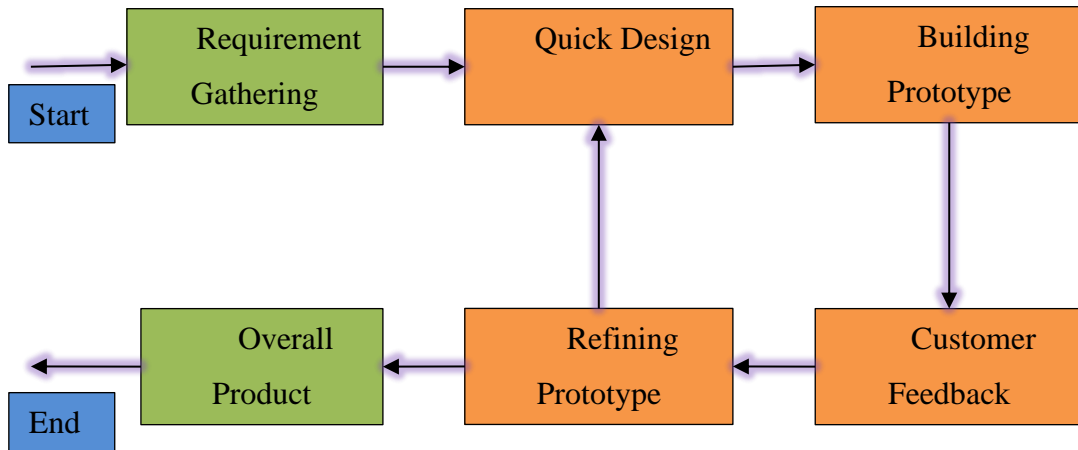 Requirement
Gathering
Quick Design
Building
Prototype
Start
Overall
Product
Refining
Prototype
Customer
Feedback
End